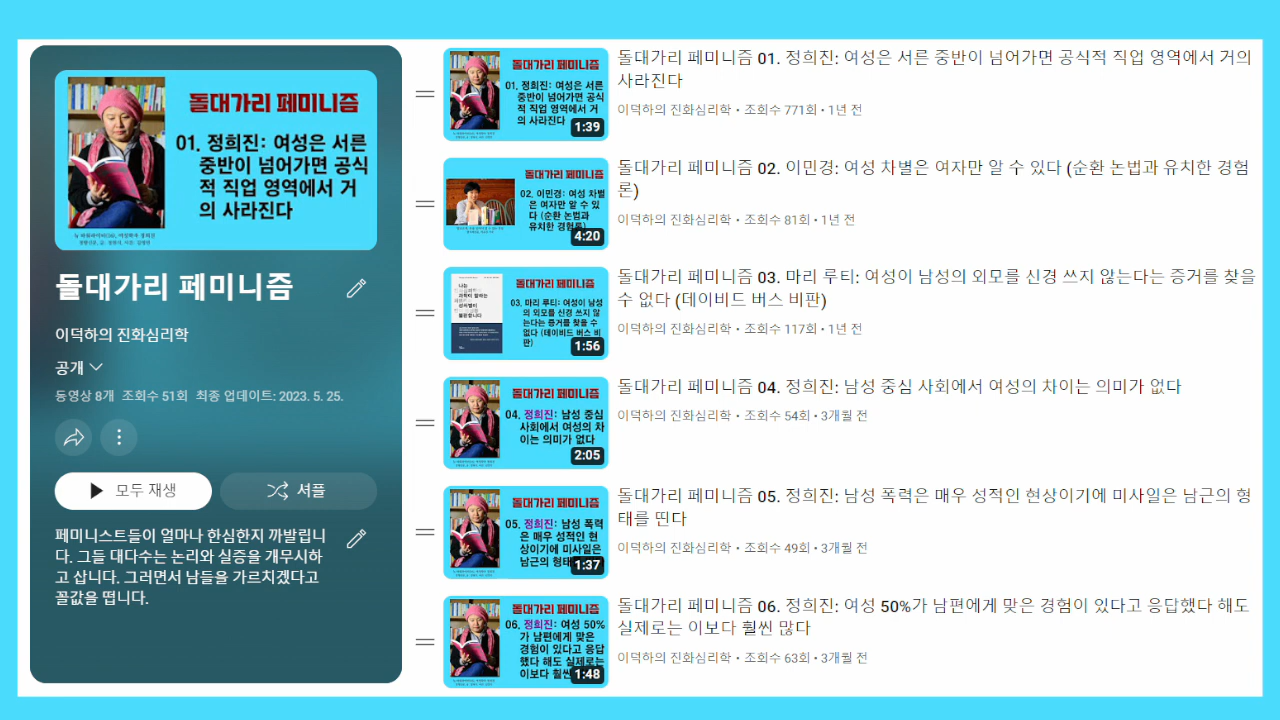 돌대가리 페미니즘
01. 정희진: 여성은 서른
중반이 넘어가면 공식
적 직업 영역에서 거
의 사라진다
돌대가리 페미니즘
이덕하의 진화심리학
공개
동영상 8개 조회수 51회 최종 업데이트: 2023. 5. 25.
모두 재생
셔플
페미니스트들이 얼마나 한심한지 까발립니
다. 그들 대다수는 논리와 실증을 개무시하
고 삽니다. 그러면서 남들을 가르치겠다고
꼴값을 떱니다.
돌대가리 페미니즘
01. 정희진: 여성은 서른
중반이 넘어가면 공식
적 직업 영역에서 거
의 사라진다
1:39
돌대가리 페미니즘 01. 정희진: 여성은 서른 중반이 넘어가면 공식적 직업 영역에서 거의
사라진다
이덕하의 진화심리학 • 조회수 771회 • 1년 전
돌대가리 페미니즘
02. 이민경: 여성 차별
은 여자만 알 수 있
다 (순환 논법과
유치한 경험론)
4:20
돌대가리 페미니즘 02. 이민경: 여성 차별은 여자만 알 수 있다 (순환 논법과 유치한 경험
론)
이덕하의 진화심리학 • 조회수 81회 • 1년 전
돌대가리 페미니즘
03. 마리 루티: 여성이 남성
의 외모를 신경 쓰지 않
는다는 증거를 찾을 수
없다 (데이비드 버스 비
판)
1:56
돌대가리 페미니즘 03. 마리 루티: 여성이 남성의 외모를 신경 쓰지 않는다는 증거를 찾을
수 없다 (데이비드 버스 비판)
이덕하의 진화심리학 • 조회수 117회 • 1년 전
돌대가리 페미니즘
04. 정희진: 남성 중심
사회에서 여성의 차
이는 의미가 없다
2:05
돌대가리 페미니즘 04. 정희진: 남성 중심 사회에서 여성의 차이는 의미가 없다
이덕하의 진화심리학 • 조회수 54회 • 3개월 전
돌대가리 페미니즘
05. 정희진: 남성 폭력
은 매우 성적인 현
상이기에 미사일은
남근의 형태
1:37
돌대가리 페미니즘 05. 정희진: 남성 폭력은 매우 성적인 현상이기에 미사일은 남근의 형
태를 띤다
이덕하의 진화심리학 • 조회수 49회 • 3개월 전
돌대가리 페미니즘
06. 정희진: 여성 50%
가 남편에게 맞은
경험이 있다고 응답
했다 해도 실제로는
이보다 훨씬
1:48
돌대가리 페미니즘 06. 정희진: 여성 50%가 남편에게 맞은 경험이 있다고 응답했다 해도
실제로는 이보다 훨씬 많다
이덕하의 진화심리학 • 조회수 63회 • 3개월 전